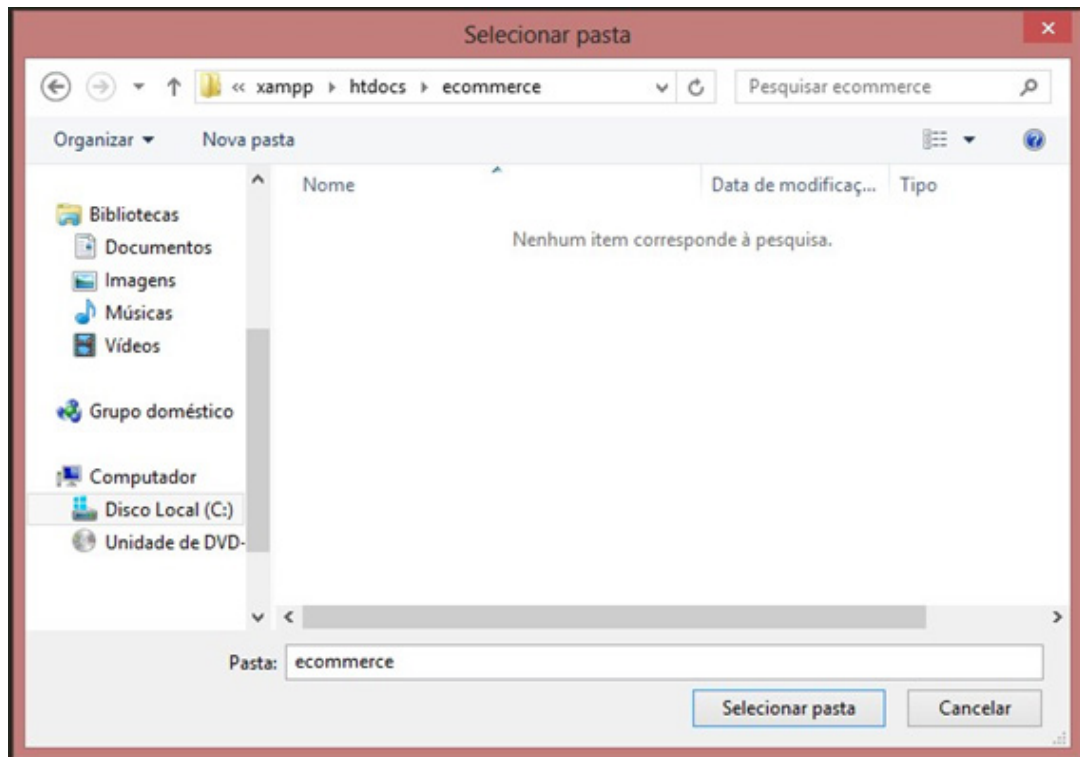 Selecionar pasta
« xampp htdocs ecommerce
Pesquisar ecommerce
Organizar
Nova pasta
Nome
Data de modificaç...
Tipo
Nenhum item corresponde à pesquisa.
Bibliotecas
Documentos
Imagens
Músicas
Vídeos
Grupo doméstico
Computador
Disco Local (C:)
Unidade de DVD-
Pasta: ecommerce
Selecionar pasta
Cancelar